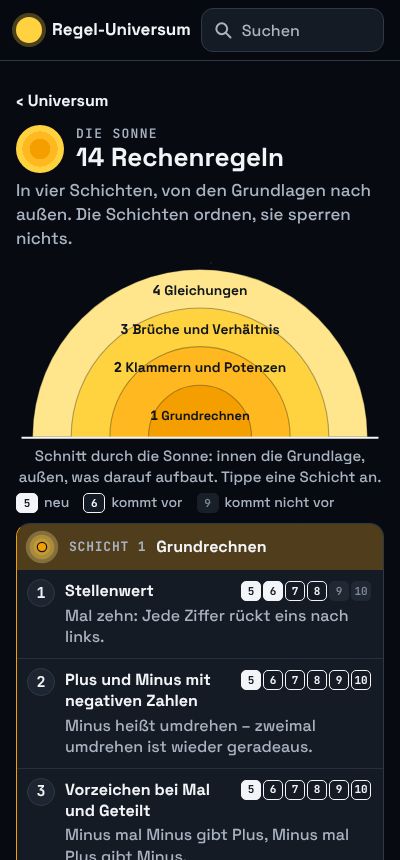 Regel-Universum
Suchen
< Universum
DIE SONNE
14 Rechenregeln
In vier Schichten, von den Grundlagen nach
außen. Die Schichten ordnen, sie sperren
nichts.
4 Gleichungen
3 Brüche und Verhältnis
2 Klammern und Potenzen
1 Grundrechnen
Schnitt durch die Sonne: innen die Grundlage,
außen, was darauf aufbaut. Tippe eine Schicht an.
5 neu 6 kommt vor 9 kommt nicht vor
SCHICHT 1 Grundrechnen
1 Stellenwert 5 6 7 8 9 10
Mal zehn: Jede Ziffer rückt eins nach
links.
2 Plus und Minus mit 5 6 7 8 9 10
negativen Zahlen
Minus heißt umdrehen – zweimal
umdrehen ist wieder geradeaus.
3 Vorzeichen bei Mal 5 6 7 8 9 10
und Geteilt
Minus mal Minus gibt Plus, Minus mal
Plus gibt Minus.